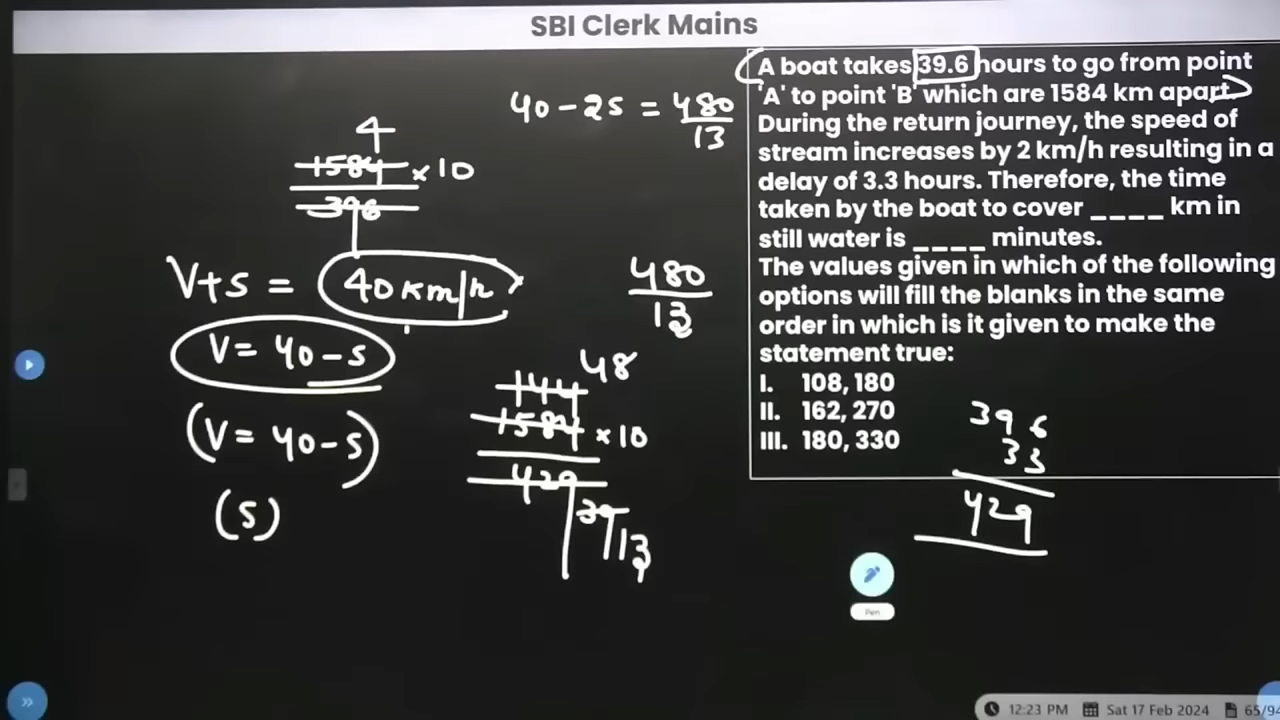 SBI Clerk Mains
A boat takes 39.6 hours to go from point
'A' to point 'B' which are 1584 km apart.
During the return journey, the speed of
stream increases by 2 km/h resulting in a
delay of 3.3 hours. Therefore, the time
taken by the boat to cover ____ km in
still water is ____ minutes.
The values given in which of the following
options will fill the blanks in the same
order in which is it given to make the
statement true:
I. 108, 180
II. 162, 270
III. 180, 330
40 - 2s = 480/13
4
1584 × 10
396
V+s = 40 km/h
V = 40 - s
(V = 40 - s)
(s)
480/13
48
144
1584 × 10
429
39
13
396
33
429
Pen
12:23 PM Sat 17 Feb 2024 65/94